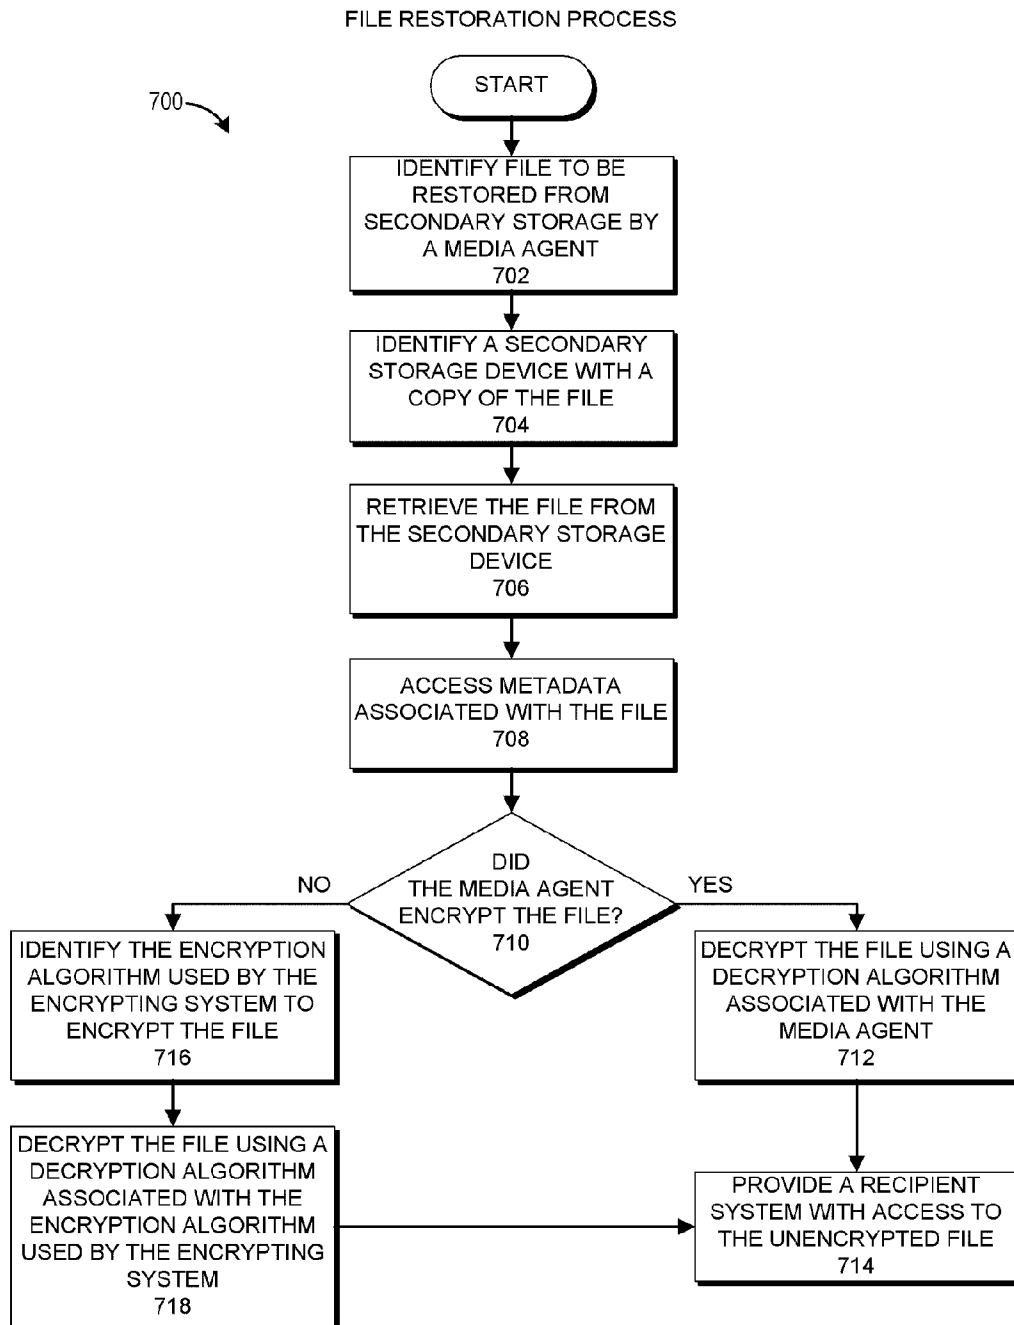 FILE RESTORATION PROCESS
START
700
IDENTIFY FILE TO BE
RESTORED FROM
SECONDARY STORAGE BY
A MEDIA AGENT
702
IDENTIFY A SECONDARY
STORAGE DEVICE WITH A
COPY OF THE FILE
704
RETRIEVE THE FILE FROM
THE SECONDARY STORAGE
DEVICE
706
ACCESS METADATA
ASSOCIATED WITH THE FILE
708
DID
THE MEDIA AGENT
ENCRYPT THE FILE?
710
NO
YES
IDENTIFY THE ENCRYPTION
ALGORITHM USED BY THE
ENCRYPTING SYSTEM TO
ENCRYPT THE FILE
716
DECRYPT THE FILE USING A
DECRYPTION ALGORITHM
ASSOCIATED WITH THE
MEDIA AGENT
712
DECRYPT THE FILE USING A
DECRYPTION ALGORITHM
ASSOCIATED WITH THE
ENCRYPTION ALGORITHM
USED BY THE ENCRYPTING
SYSTEM
718
PROVIDE A RECIPIENT
SYSTEM WITH ACCESS TO
THE UNENCRYPTED FILE
714